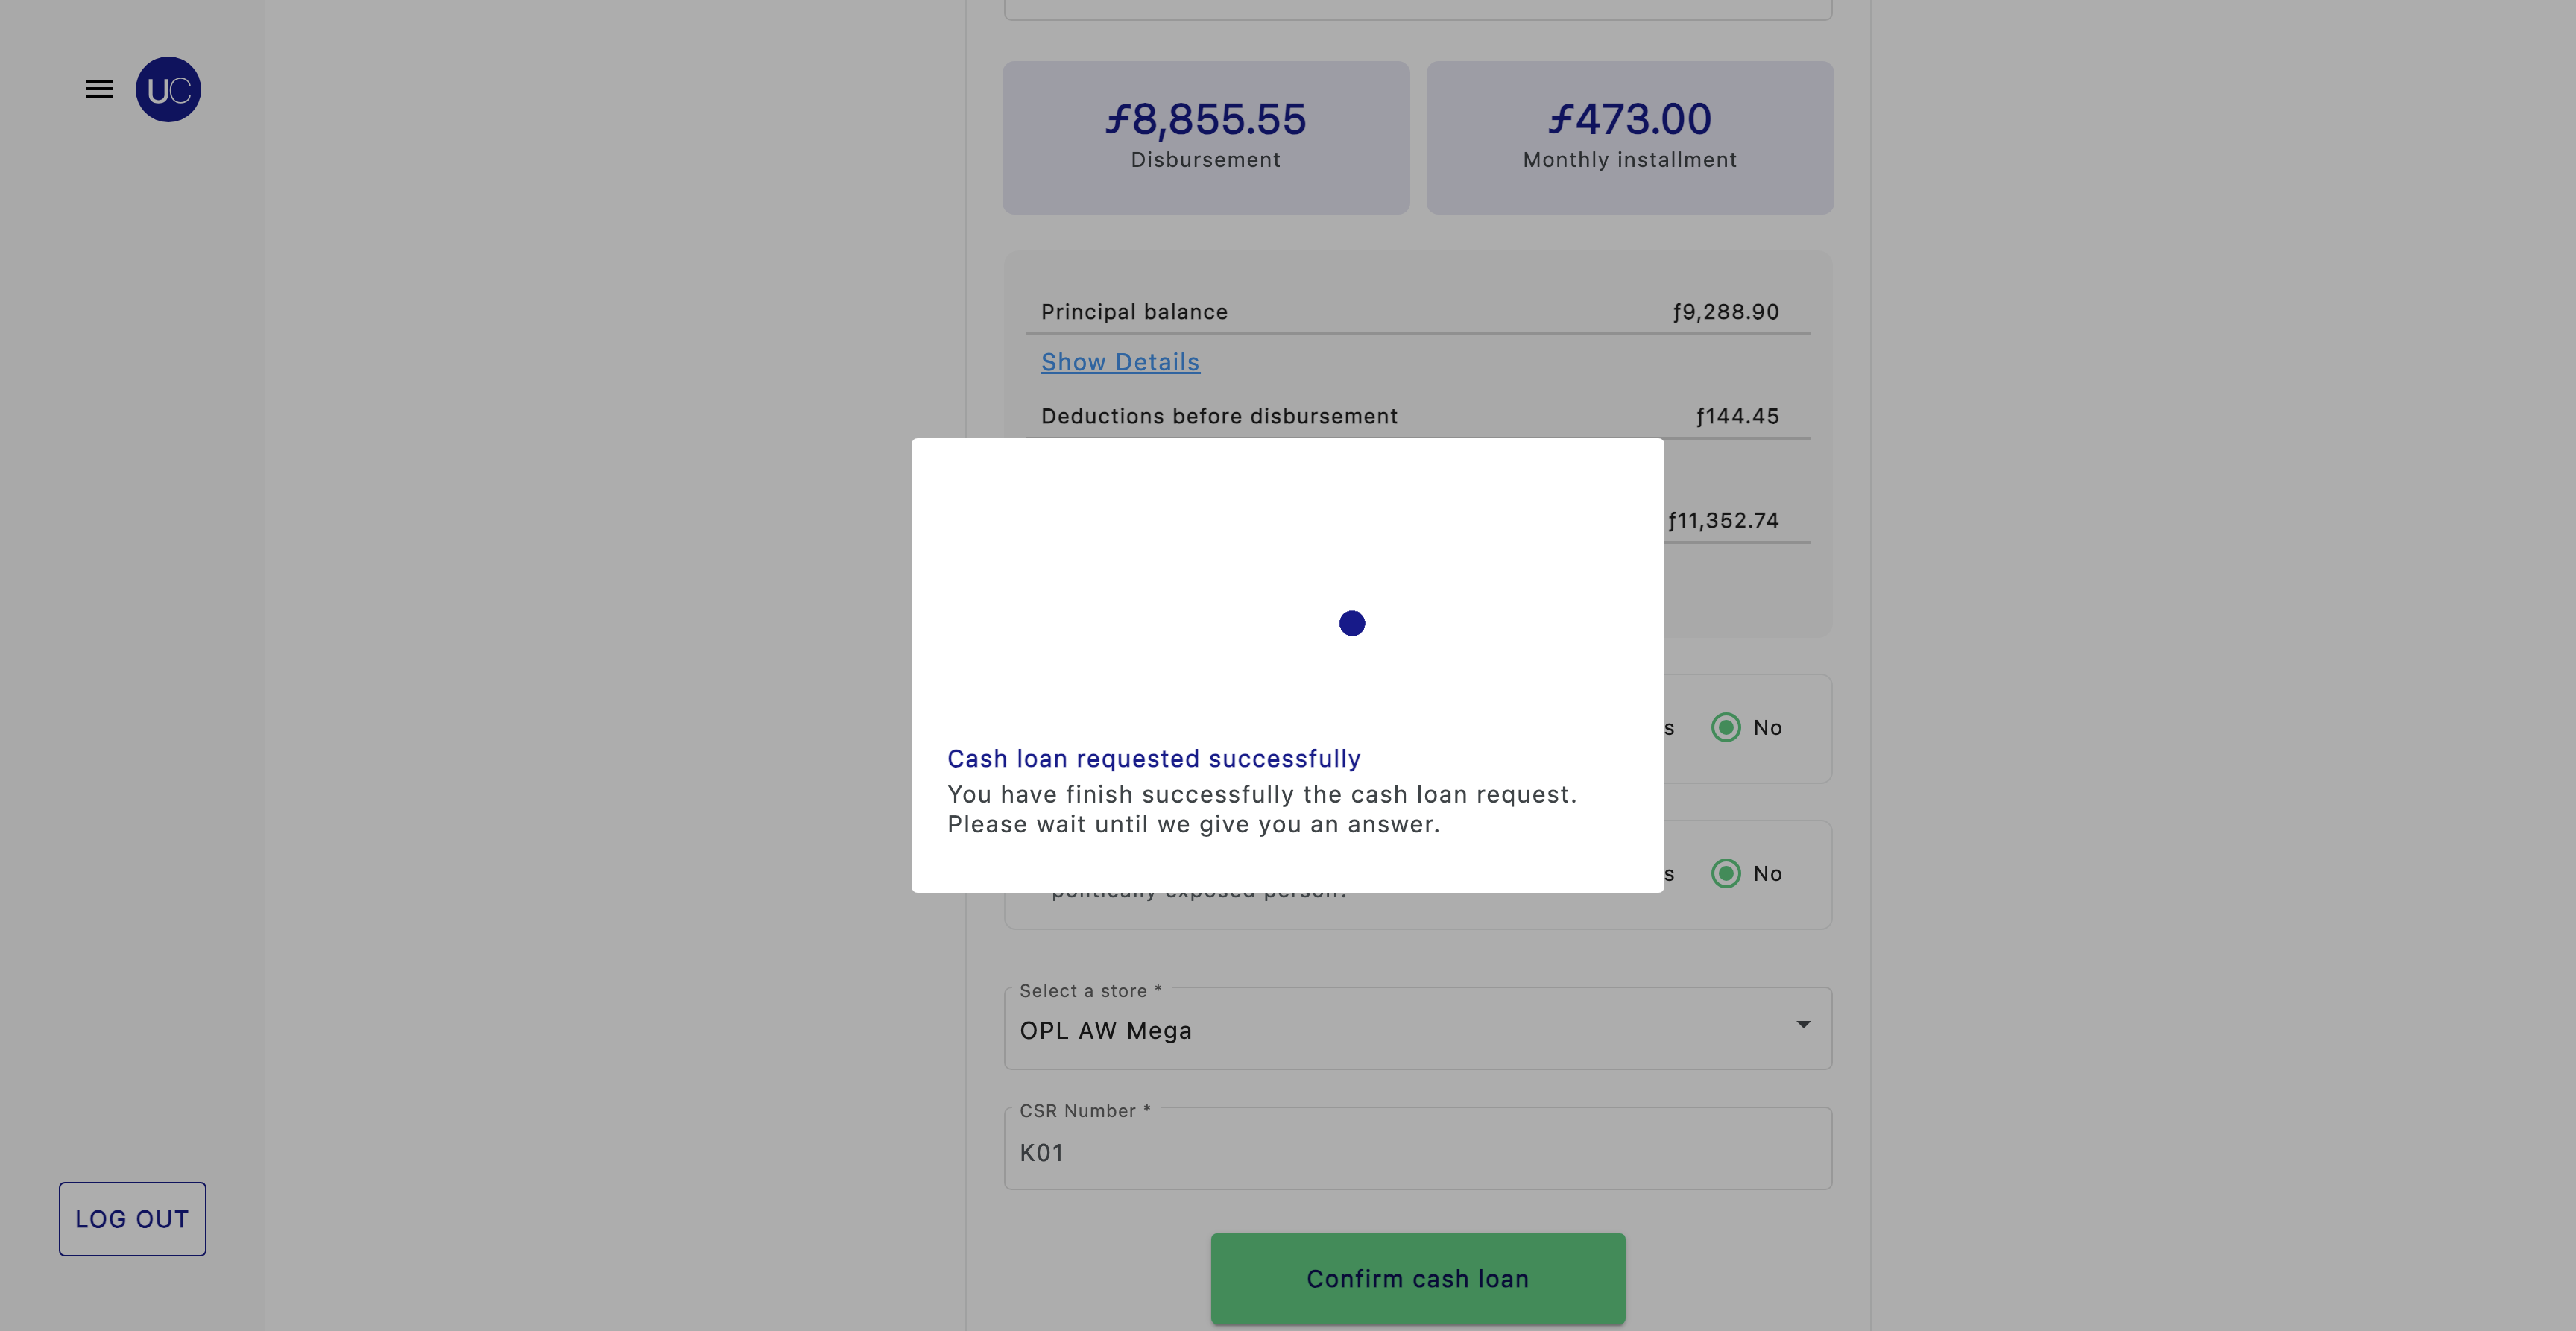 UC
ƒ8,855.55
Disbursement
ƒ473.00
Monthly installment
Principal balance ƒ9,288.90
Show Details
Deductions before disbursement ƒ144.45
ƒ11,352.74
Cash loan requested successfully
You have finish successfully the cash loan request.
Please wait until we give you an answer.
s No
s No
politically exposed person?
Select a store *
OPL AW Mega
CSR Number *
K01
LOG OUT
Confirm cash loan